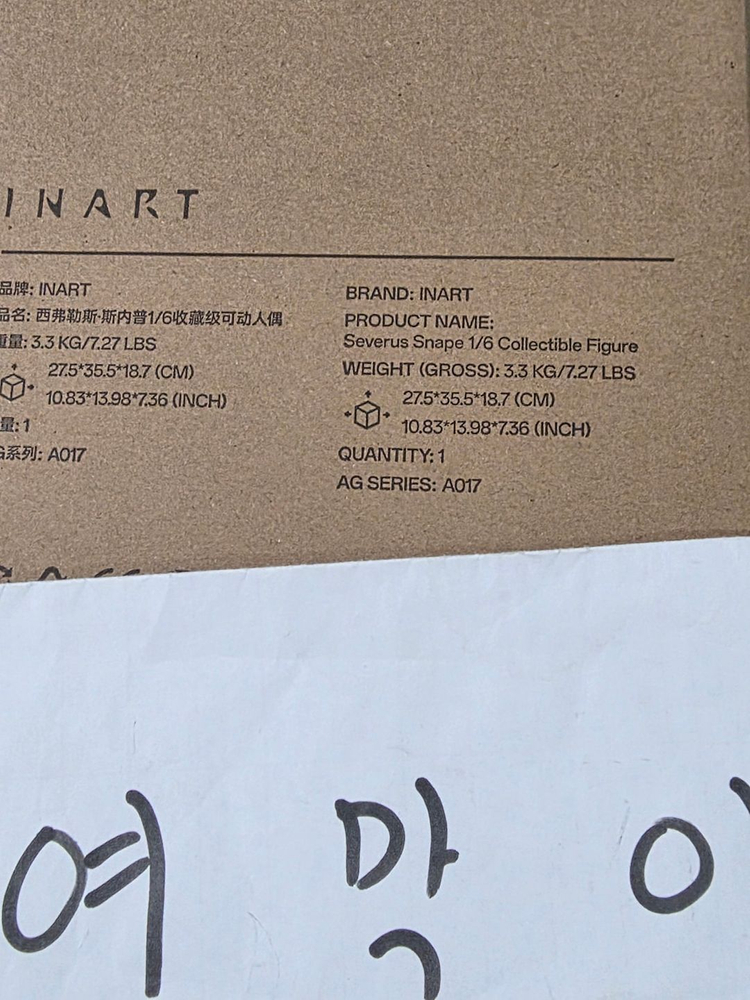 INART
品牌: INART
品名: 西弗勒斯·斯内普1/6收藏级可动人偶
重量: 3.3 KG/7.27 LBS
27.5*35.5*18.7 (CM)
10.83*13.98*7.36 (INCH)
量: 1
系列: A017
BRAND: INART
PRODUCT NAME:
Severus Snape 1/6 Collectible Figure
WEIGHT (GROSS): 3.3 KG/7.27 LBS
27.5*35.5*18.7 (CM)
10.83*13.98*7.36 (INCH)
QUANTITY: 1
AG SERIES: A017
여